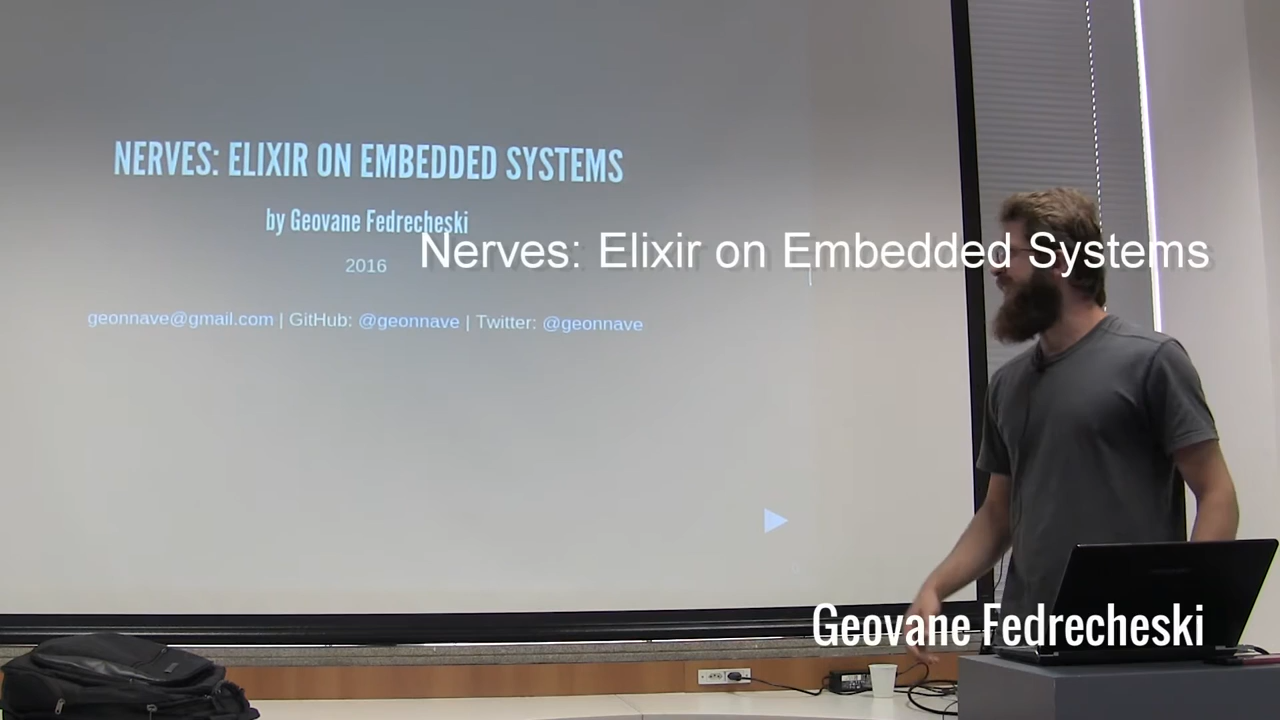 NERVES: ELIXIR ON EMBEDDED SYSTEMS
by Geovane Fedrecheski
2016
Nerves: Elixir on Embedded Systems
geonnave@gmail.com | GitHub: @geonnave | Twitter: @geonnave
Geovane Fedrecheski